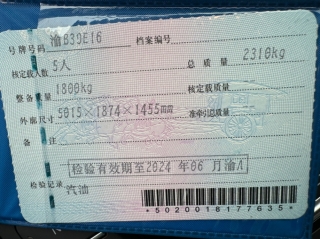 号牌号码 渝B39E16 档案编号
核定载人数 5人 总质量 2310kg
整备质量 1800kg 核定载质量
外廓尺寸 5015×1874×1455mm 准牵引总质量
备注
检验有效期至2024年06月渝A
检验记录 汽油
*5020016177635*